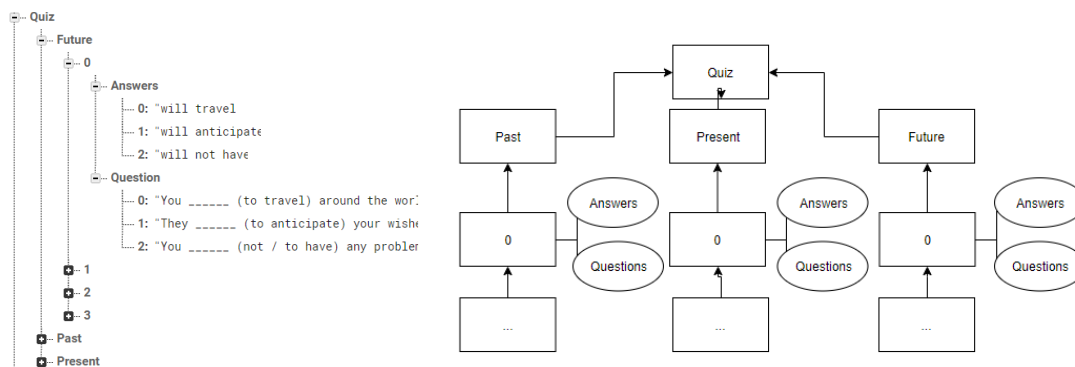 Quiz
Future
0
Answers
0: "will travel
1: "will anticipate
2: "will not have
Question
0: "You ______ (to travel) around the worl
1: "They ______ (to anticipate) your wishe
2: "You ______ (not / to have) any problem
1
2
3
Past
Present
Quiz
Past
Present
Future
Answers
Answers
Answers
0
0
0
Questions
Questions
Questions
...
...
...